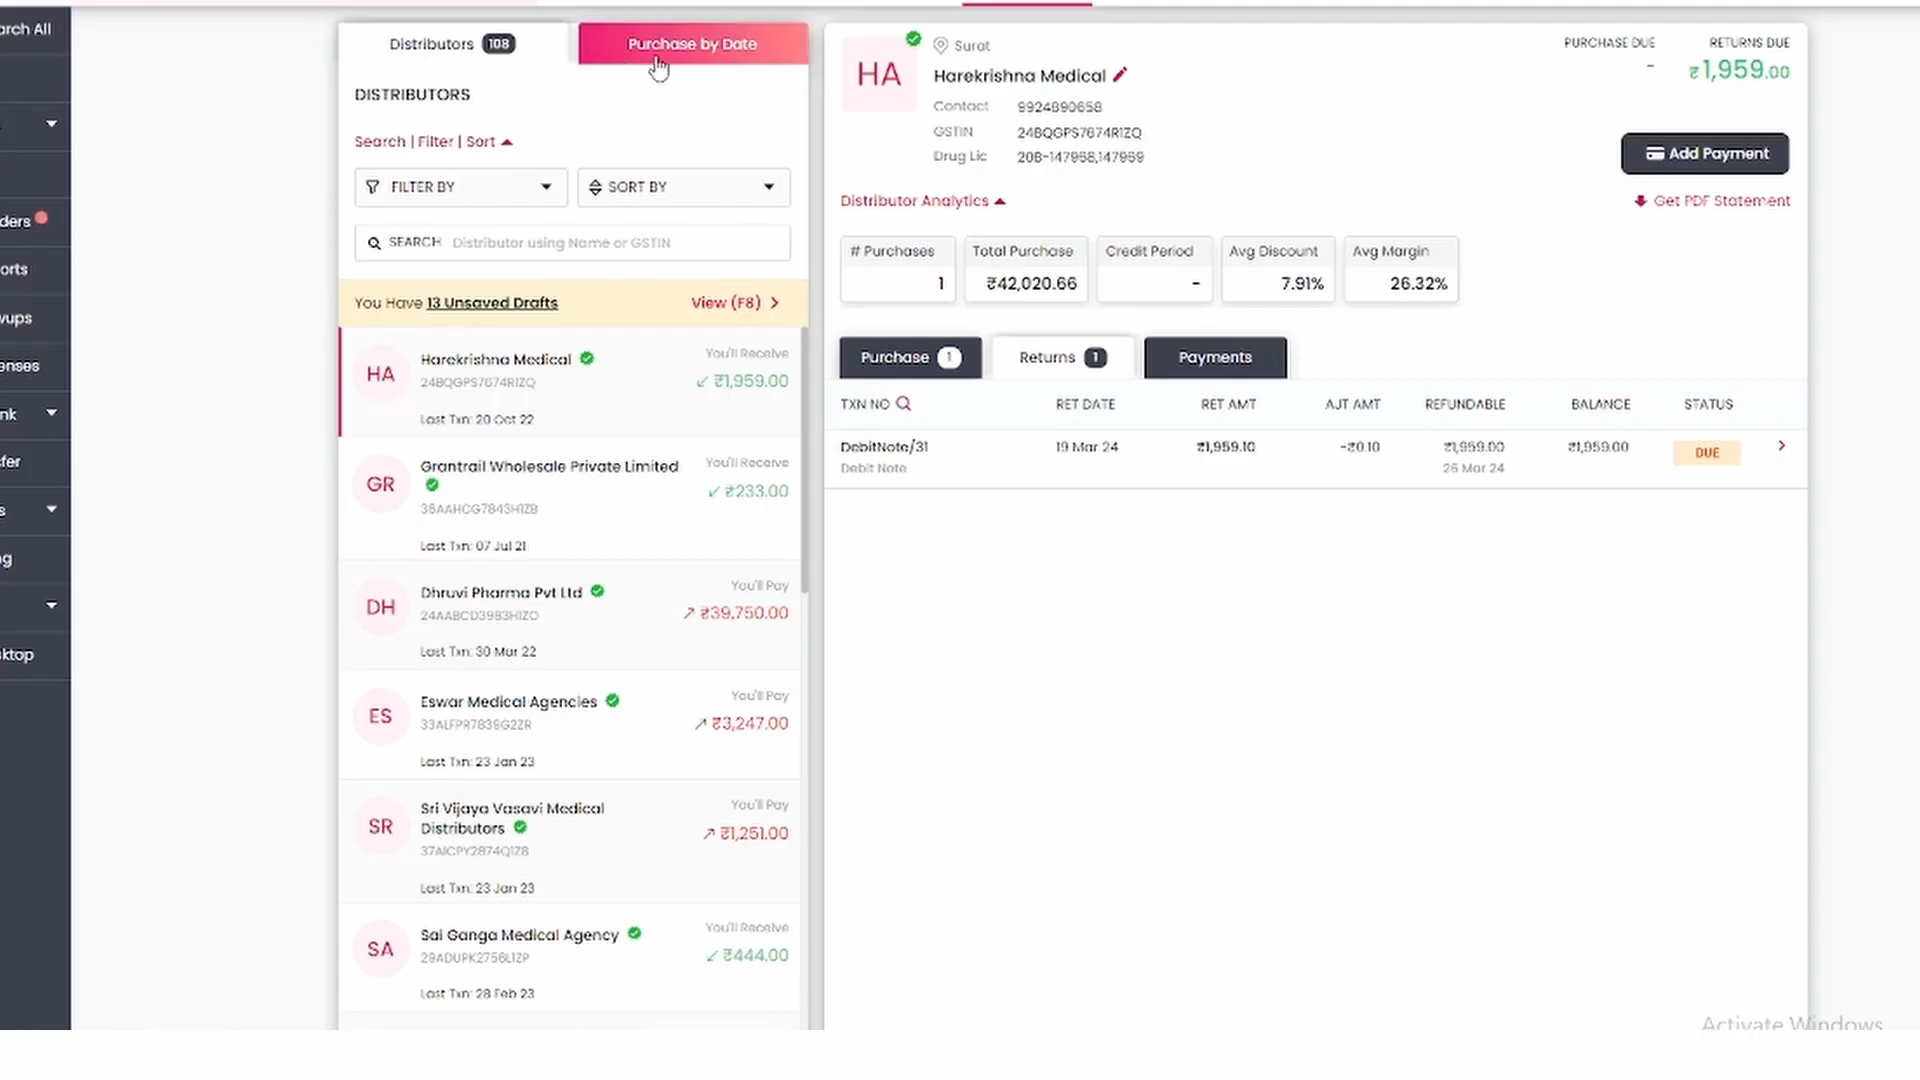 arch All
ders
orts
wups
enses
nk
fer
s
ng
sktop
Distributors 108
Purchase by Date
DISTRIBUTORS
Search | Filter | Sort
FILTER BY
SORT BY
SEARCH Distributor using Name or GSTIN
You Have 13 Unsaved Drafts
View (F8)
HA
Harekrishna Medical
24BQGPS7674R1ZQ
Last Txn: 20 Oct 22
You'll Receive
₹1,959.00
GR
Grantrail Wholesale Private Limited
36AAHCG7843H1ZB
Last Txn: 07 Jul 21
You'll Receive
₹233.00
DH
Dhruvi Pharma Pvt Ltd
24AABCD3983H1ZO
Last Txn: 30 Mar 22
You'll Pay
₹39,750.00
ES
Eswar Medical Agencies
33ALFPR7839G2ZR
Last Txn: 23 Jan 23
You'll Pay
₹3,247.00
SR
Sri Vijaya Vasavi Medical
Distributors
37AICPY2874Q1Z8
Last Txn: 23 Jan 23
You'll Pay
₹1,251.00
SA
Sai Ganga Medical Agency
29ADUPK2756L1ZP
Last Txn: 28 Feb 23
You'll Receive
₹444.00
HA
Surat
Harekrishna Medical
Contact 9924890658
GSTIN 24BQGPS7674R1ZQ
Drug Lic 20B-147958,147959
PURCHASE DUE
-
RETURNS DUE
₹1,959.00
Add Payment
Distributor Analytics
Get PDF Statement
# Purchases
1
Total Purchase
₹42,020.66
Credit Period
-
Avg Discount
7.91%
Avg Margin
26.32%
Purchase 1
Returns 1
Payments
TXN NO RET DATE RET AMT AJT AMT REFUNDABLE BALANCE STATUS
DebitNote/31 19 Mar 24 ₹1,959.10 -₹0.10 ₹1,959.00 ₹1,959.00 DUE
Debit Note 26 Mar 24
Activate Windows